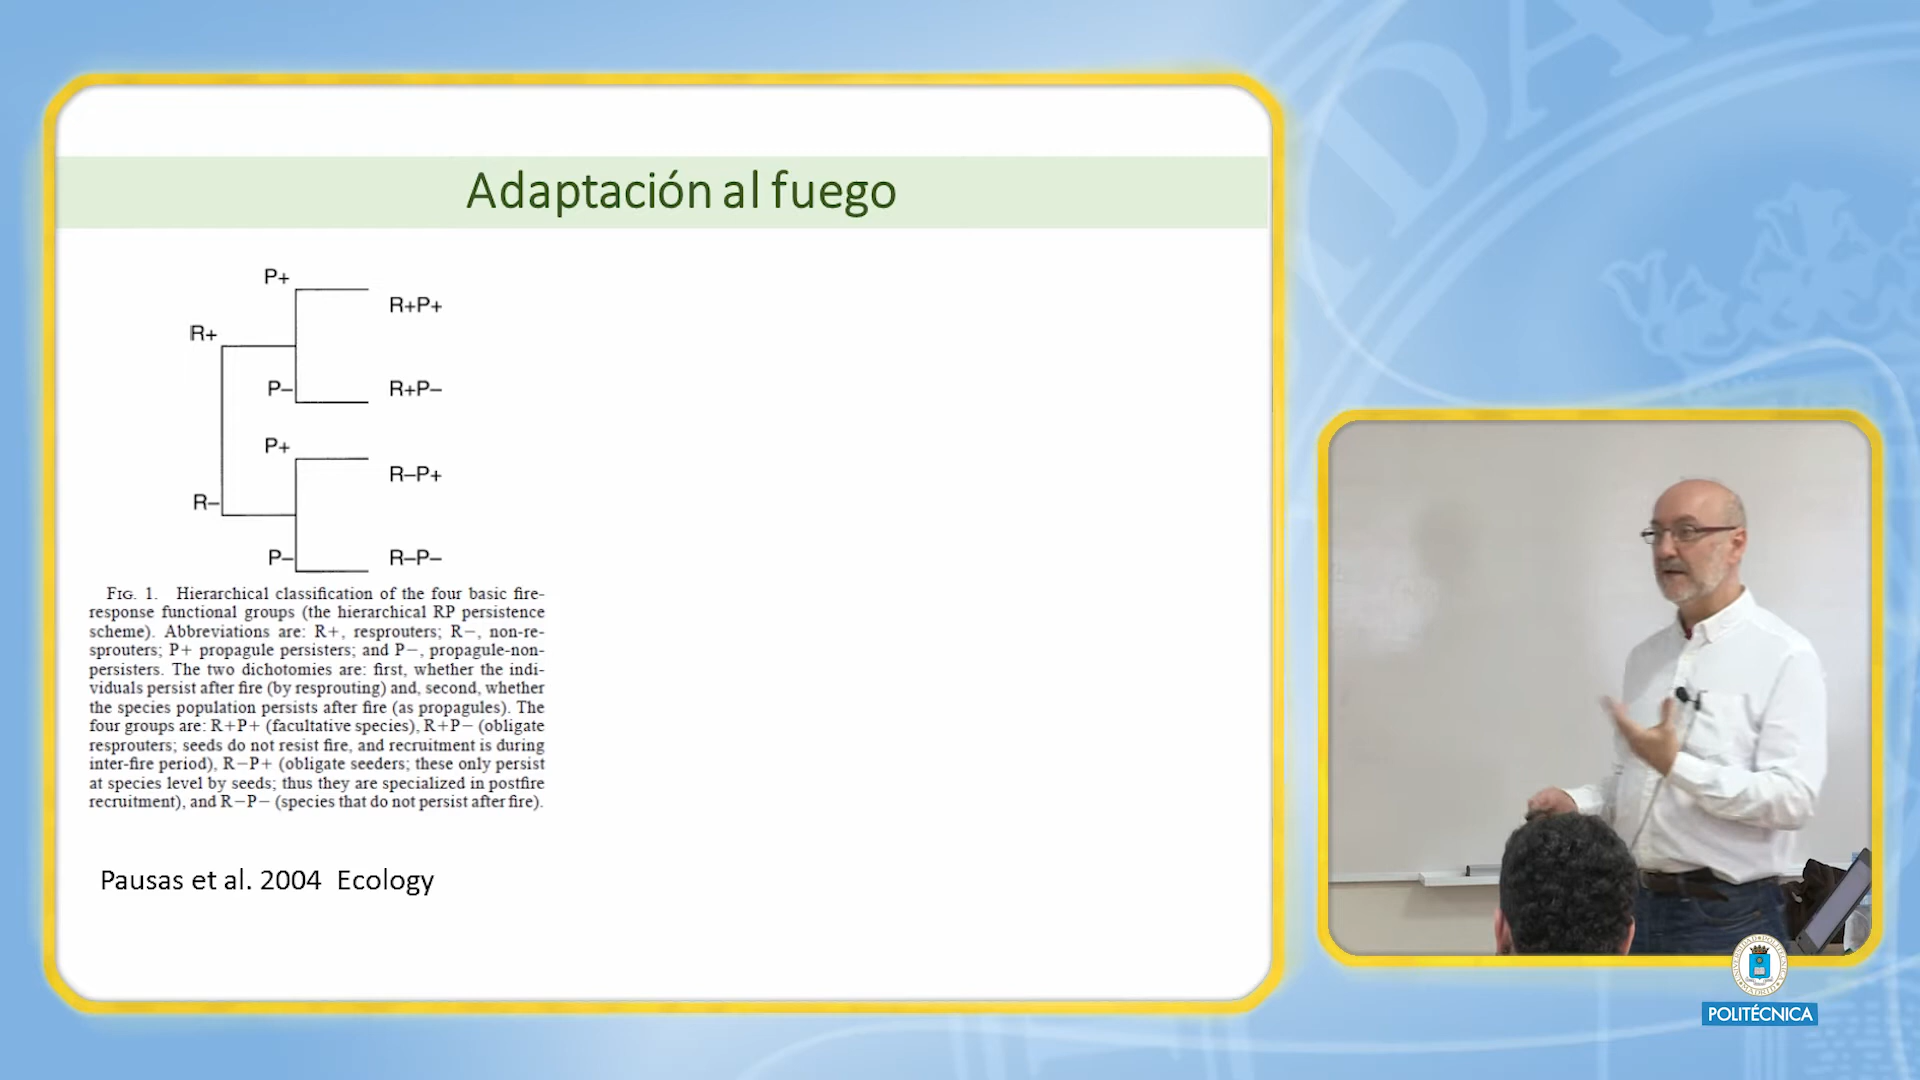 Adaptación al fuego
P+
R+P+
R+
P–
R+P–
P+
R–P+
R–
P–
R–P–
FIG. 1. Hierarchical classification of the four basic fire-
response functional groups (the hierarchical RP persistence
scheme). Abbreviations are: R+, resprouters; R−, non-re-
sprouters; P+ propagule persisters; and P−, propagule-non-
persisters. The two dichotomies are: first, whether the indi-
viduals persist after fire (by resprouting) and, second, whether
the species population persists after fire (as propagules). The
four groups are: R+P+ (facultative species), R+P− (obligate
resprouters; seeds do not resist fire, and recruitment is during
inter-fire period), R−P+ (obligate seeders; these only persist
at species level by seeds; thus they are specialized in postfire
recruitment), and R−P− (species that do not persist after fire).
Pausas et al. 2004 Ecology
POLITÉCNICA